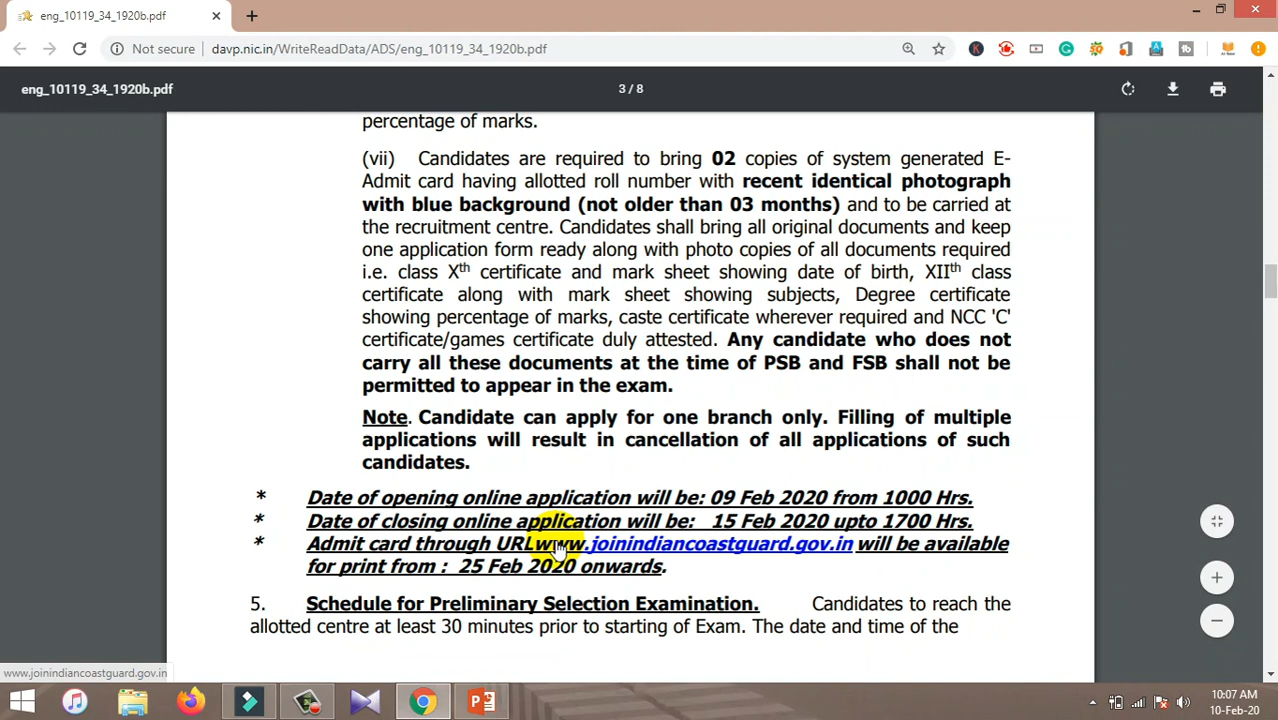 eng_10119_34_1920b.pdf
Not secure
davp.nic.in/WriteReadData/ADS/eng_10119_34_1920b.pdf
eng_10119_34_1920b.pdf
3 / 8
percentage of marks.
(vii) Candidates are required to bring 02 copies of system generated E-
Admit card having allotted roll number with recent identical photograph
with blue background (not older than 03 months) and to be carried at
the recruitment centre. Candidates shall bring all original documents and keep
one application form ready along with photo copies of all documents required
i.e. class Xth certificate and mark sheet showing date of birth, XIIth class
certificate along with mark sheet showing subjects, Degree certificate
showing percentage of marks, caste certificate wherever required and NCC 'C'
certificate/games certificate duly attested. Any candidate who does not
carry all these documents at the time of PSB and FSB shall not be
permitted to appear in the exam.
Note. Candidate can apply for one branch only. Filling of multiple
applications will result in cancellation of all applications of such
candidates.
* Date of opening online application will be: 09 Feb 2020 from 1000 Hrs.
* Date of closing online application will be: 15 Feb 2020 upto 1700 Hrs.
* Admit card through URLwww.joinindiancoastguard.gov.in will be available
for print from : 25 Feb 2020 onwards.
5. Schedule for Preliminary Selection Examination. Candidates to reach the
allotted centre at least 30 minutes prior to starting of Exam. The date and time of the
www.joinindiancoastguard.gov.in
10:07 AM
10-Feb-20